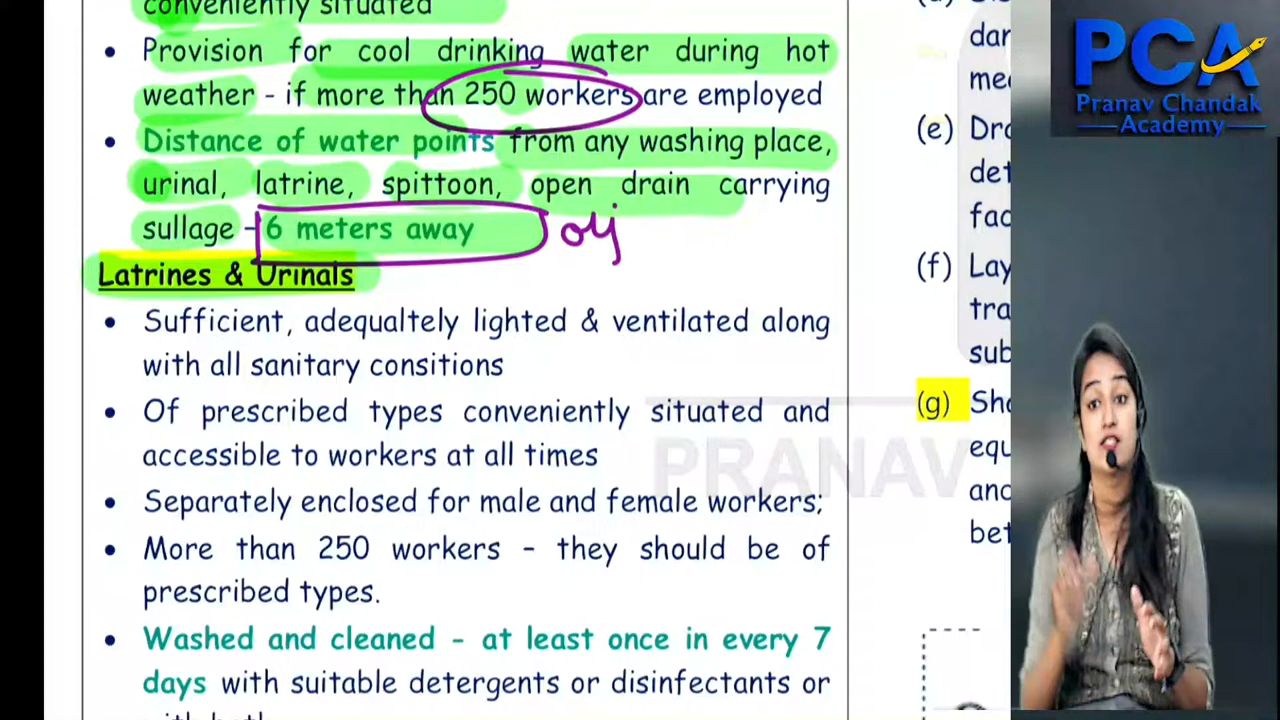 conveniently situated
• Provision for cool drinking water during hot
weather - if more than 250 workers are employed
• Distance of water points from any washing place,
urinal, latrine, spittoon, open drain carrying
sullage - 6 meters away obj
Latrines & Urinals
• Sufficient, adequaltely lighted & ventilated along
with all sanitary consitions
• Of prescribed types conveniently situated and
accessible to workers at all times
• Separately enclosed for male and female workers;
• More than 250 workers – they should be of
prescribed types.
• Washed and cleaned – at least once in every 7
days with suitable detergents or disinfectants or
PRANAV
(e)
(f)
(g)
PCA
Pranav Chandak
Academy